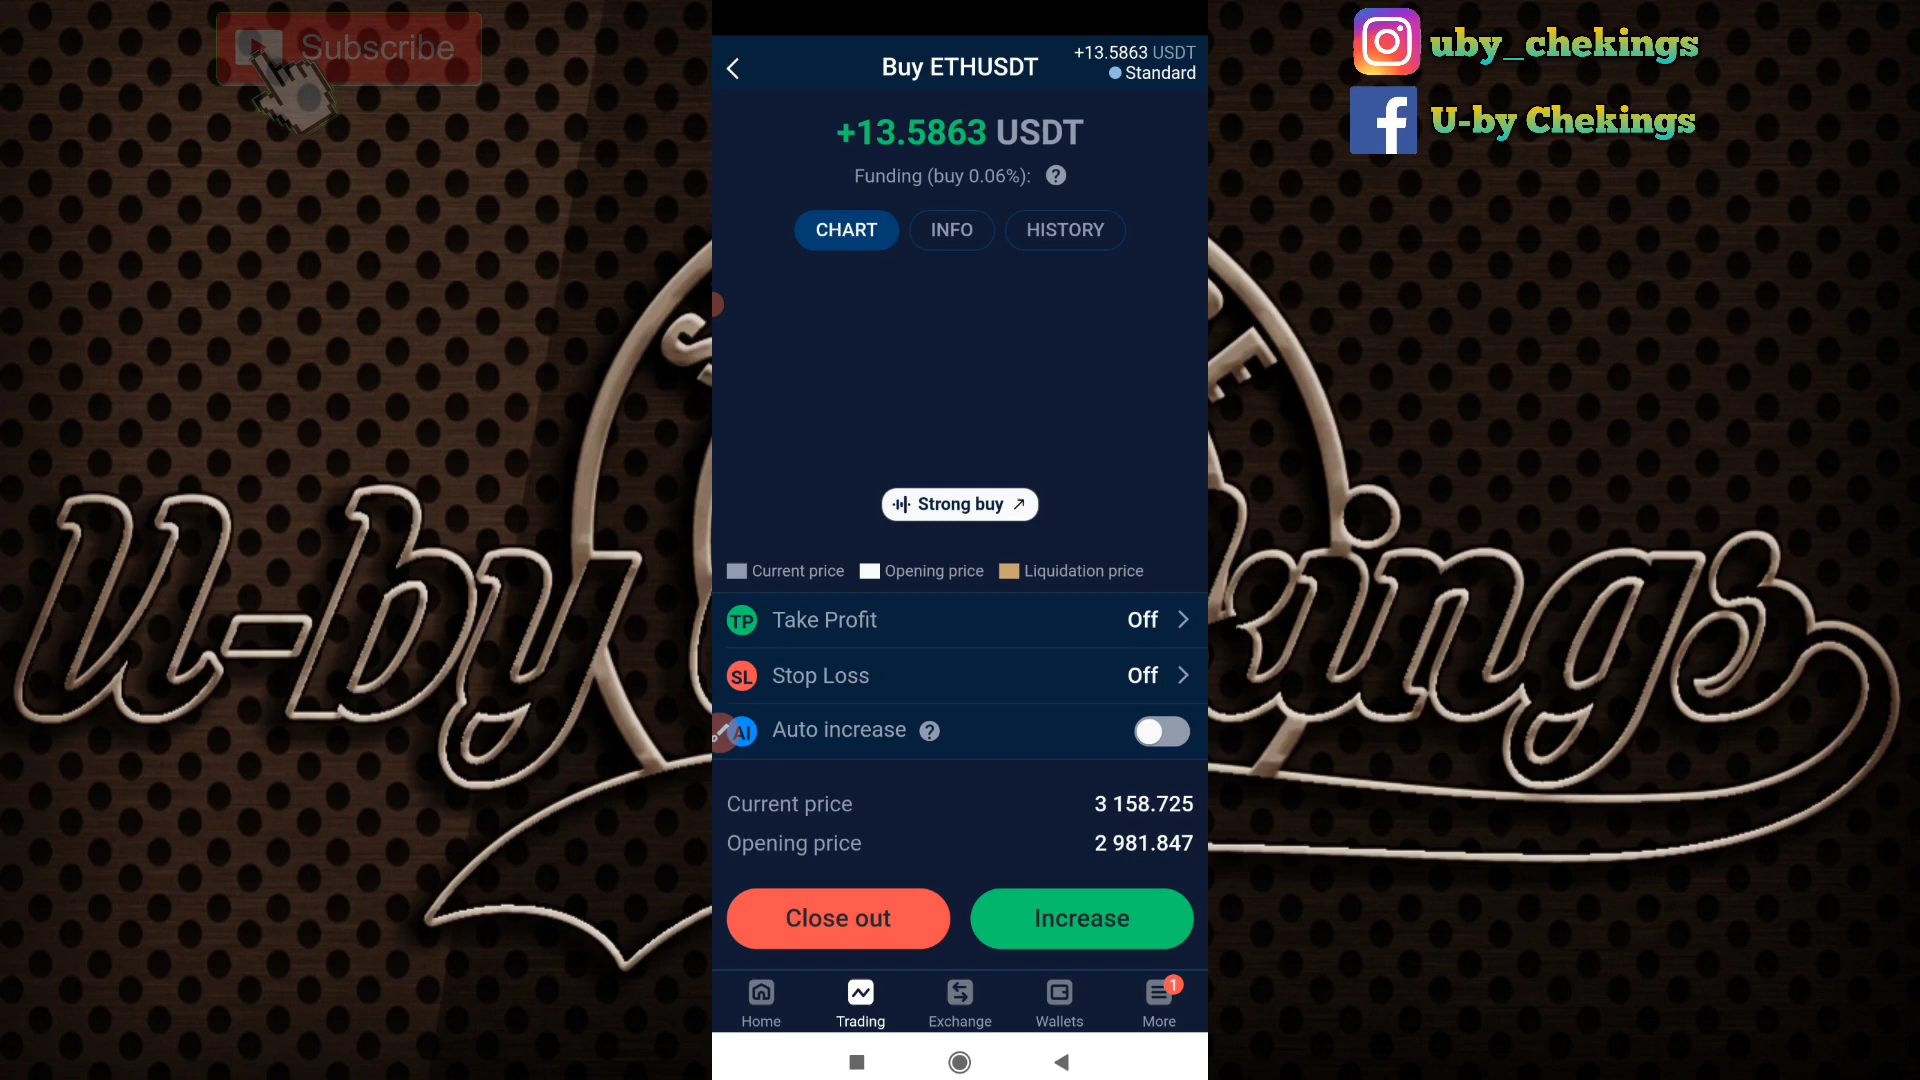 Subscribe
uby_chekings
U-by Chekings
Buy ETHUSDT
+13.5863 USDT
Standard
+13.5863 USDT
Funding (buy 0.06%): ?
CHART INFO HISTORY
Strong buy
Current price Opening price Liquidation price
TP Take Profit Off
SL Stop Loss Off
AI Auto increase ?
Current price 3 158.725
Opening price 2 981.847
Close out Increase
1
Home Trading Exchange Wallets More
U-by